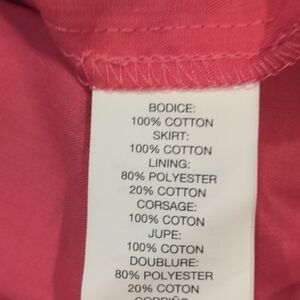 BODICE:
100% COTTON
SKIRT:
100% COTTON
LINING:
80% POLYESTER
20% COTTON
CORSAGE:
100% COTON
JUPE:
100% COTON
DOUBLURE:
80% POLYESTER
20% COTON